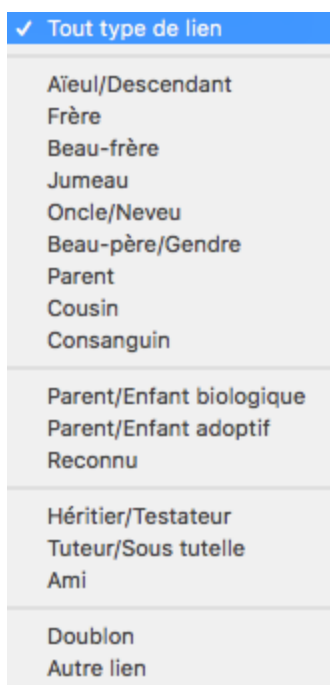 ✓ Tout type de lien
Aïeul/Descendant
Frère
Beau-frère
Jumeau
Oncle/Neveu
Beau-père/Gendre
Parent
Cousin
Consanguin
Parent/Enfant biologique
Parent/Enfant adoptif
Reconnu
Héritier/Testateur
Tuteur/Sous tutelle
Ami
Doublon
Autre lien